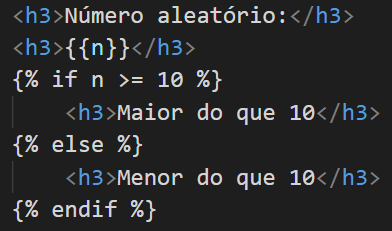 <h3>Número aleatório:</h3>
<h3>{{n}}</h3>
{% if n >= 10 %}
    <h3>Maior do que 10</h3>
{% else %}
    <h3>Menor do que 10</h3>
{% endif %}